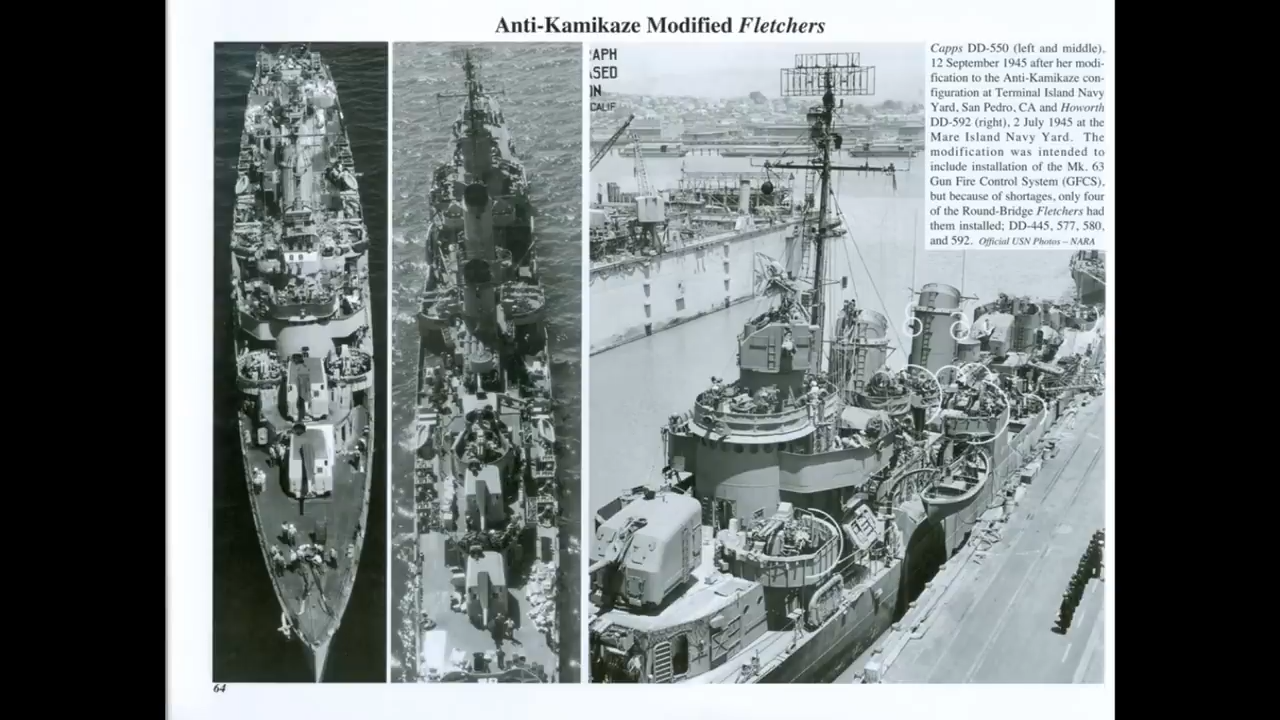 Anti-Kamikaze Modified Fletchers
RAPH
ASED
ON
CALIF
Capps DD-550 (left and middle),
12 September 1945 after her modi-
fication to the Anti-Kamikaze con-
figuration at Terminal Island Navy
Yard, San Pedro, CA and Howorth
DD-592 (right), 2 July 1945 at the
Mare Island Navy Yard. The
modification was intended to
include installation of the Mk. 63
Gun Fire Control System (GFCS),
but because of shortages, only four
of the Round-Bridge Fletchers had
them installed; DD-445, 577, 580,
and 592. Official USN Photos – NARA
64